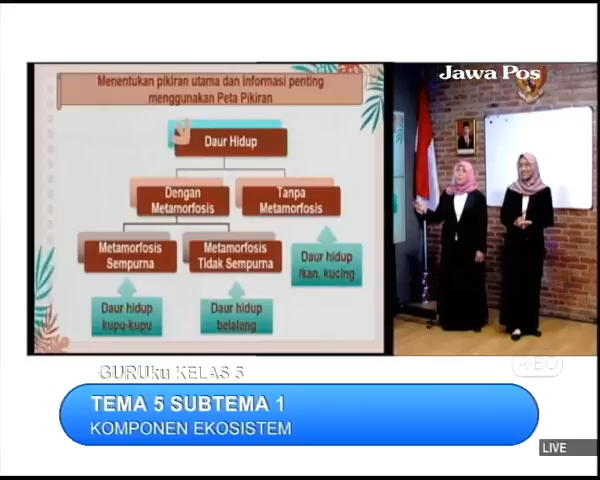 Menentukan pikiran utama dan informasi penting
menggunakan Peta Pikiran
Jawa Pos
Daur Hidup
Dengan
Metamorfosis
Tanpa
Metamorfosis
Metamorfosis
Sempurna
Metamorfosis
Tidak Sempurna
Daur hidup
ikan, kucing
Daur hidup
kupu-kupu
Daur hidup
belalang
GURUku KELAS 5
A-BO
TEMA 5 SUBTEMA 1
KOMPONEN EKOSISTEM
LIVE